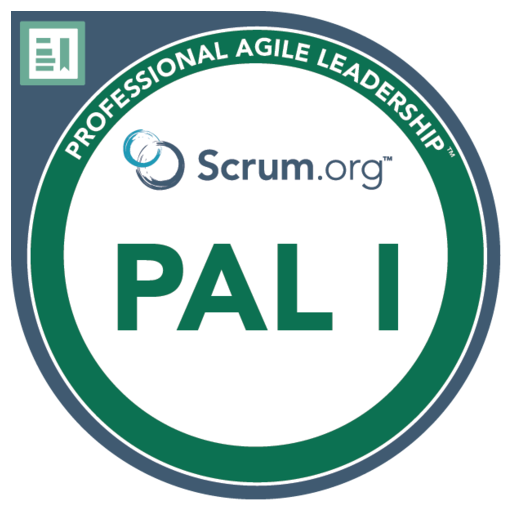 PROFESSIONAL AGILE LEADERSHIP™
Scrum.org™
PAL I